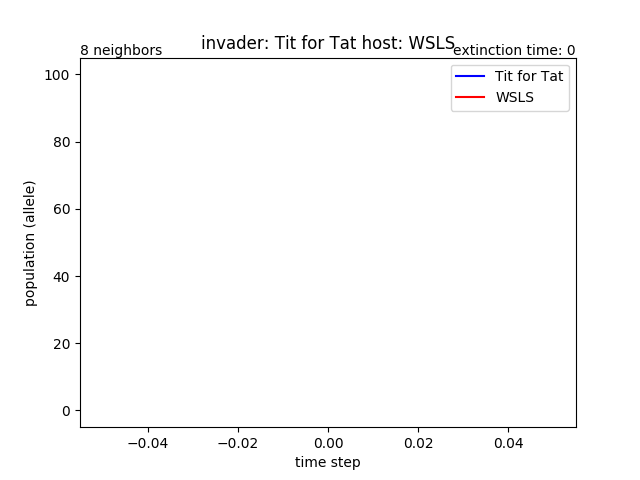 invader: Tit for Tat host: WSLS
8 neighbors
extinction time: 0
Tit for Tat
WSLS
population (allele)
100
80
60
40
20
0
−0.04
−0.02
0.00
0.02
0.04
time step